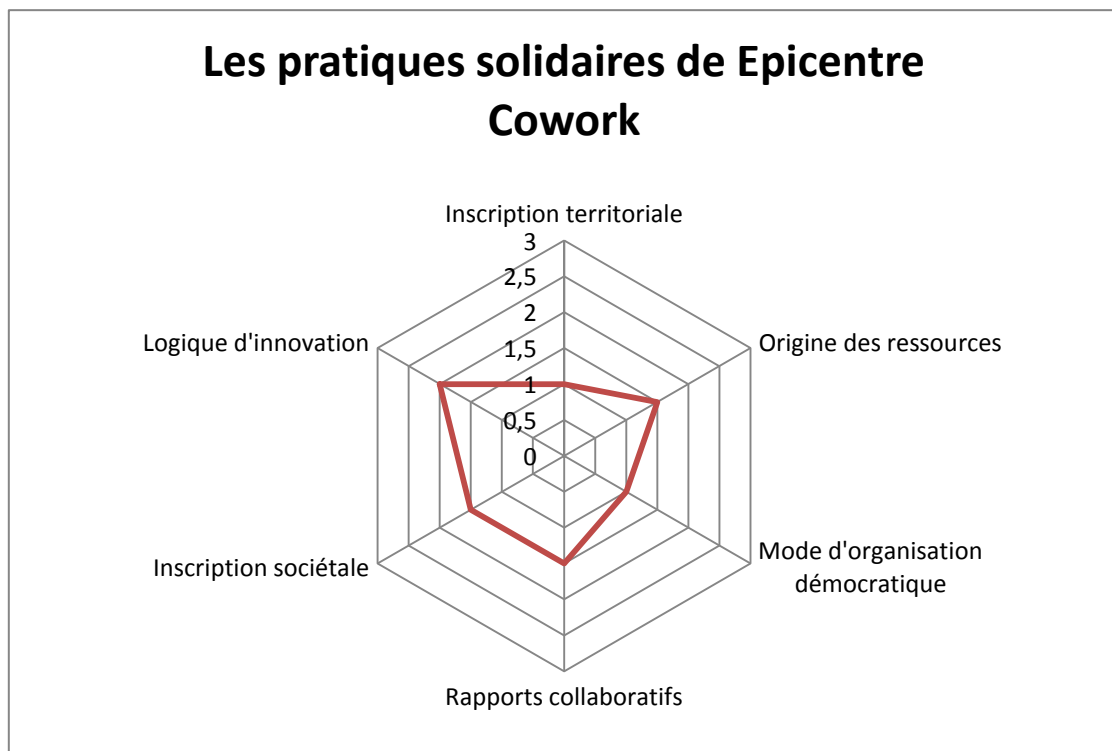 Les pratiques solidaires de Epicentre
Cowork
Inscription territoriale
3
2,5
2
1,5
1
0,5
0
Origine des ressources
Mode d'organisation
démocratique
Rapports collaboratifs
Inscription sociétale
Logique d'innovation